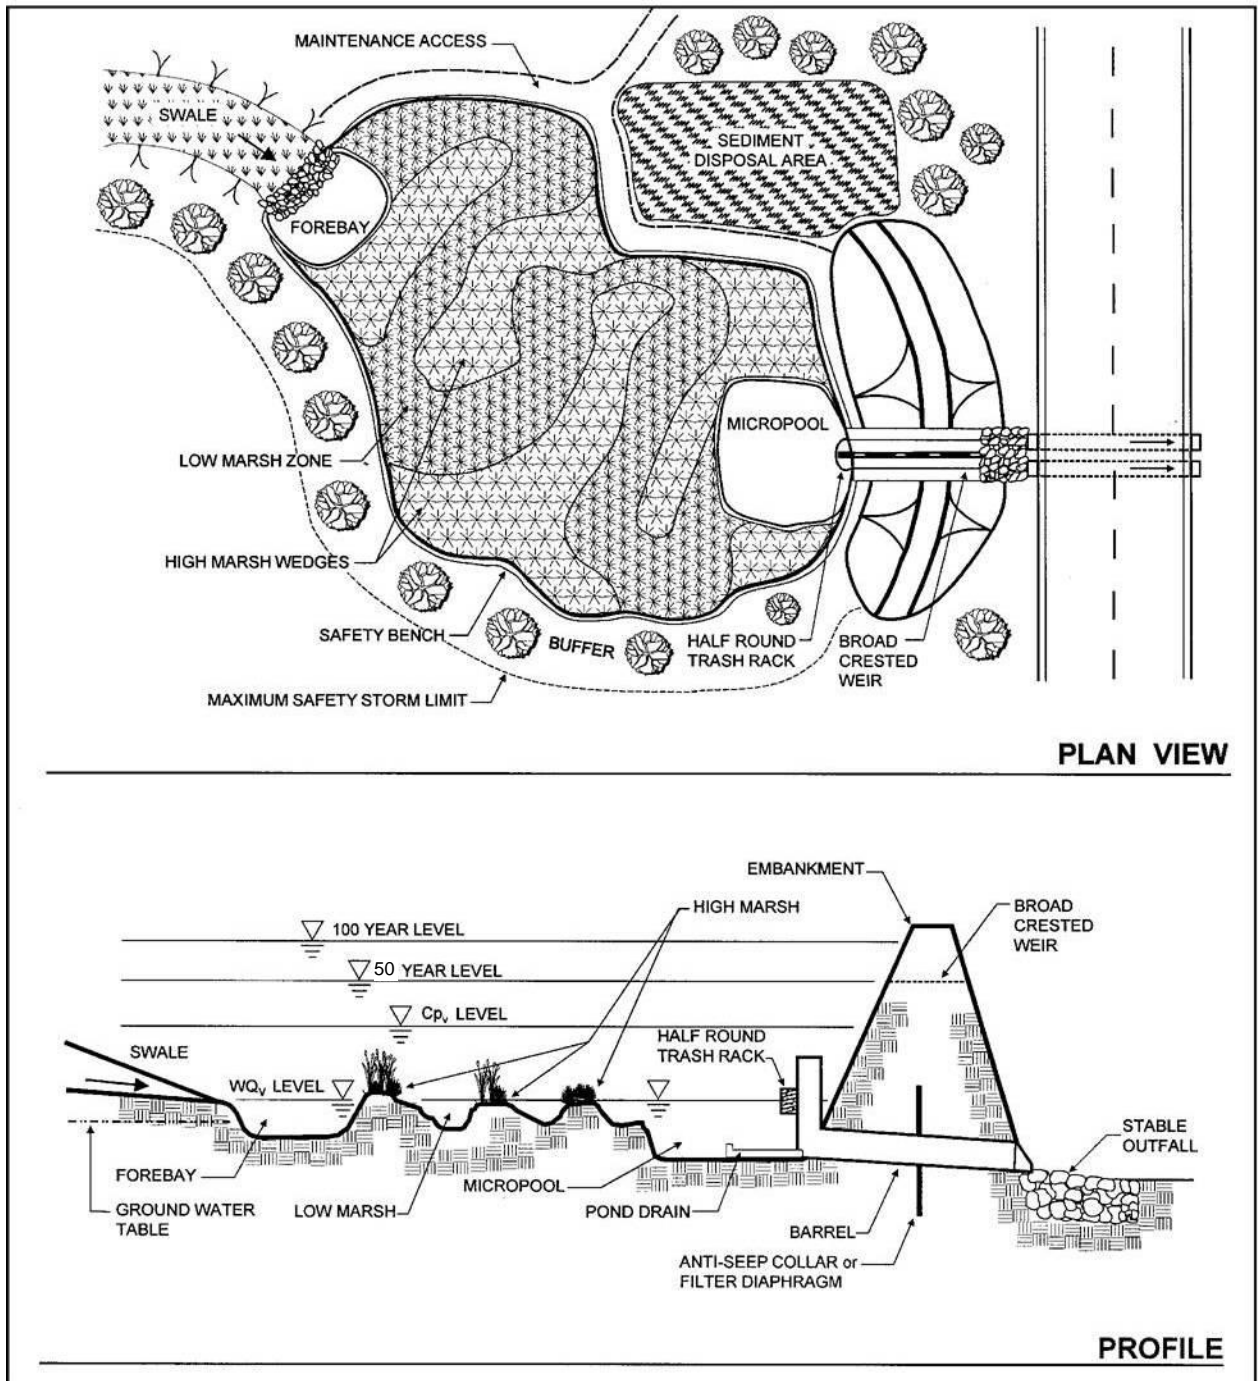 MAINTENANCE ACCESS
SWALE
SEDIMENT
DISPOSAL AREA
FOREBAY
MICROPOOL
LOW MARSH ZONE
HIGH MARSH WEDGES
SAFETY BENCH
BUFFER
HALF ROUND
TRASH RACK
BROAD
CRESTED
WEIR
MAXIMUM SAFETY STORM LIMIT
PLAN VIEW
EMBANKMENT
HIGH MARSH
BROAD
CRESTED
WEIR
100 YEAR LEVEL
50 YEAR LEVEL
Cpv LEVEL
SWALE
HALF ROUND
TRASH RACK
WQv LEVEL
STABLE
OUTFALL
FOREBAY
MICROPOOL
GROUND WATER
TABLE
LOW MARSH
POND DRAIN
BARREL
ANTI-SEEP COLLAR or
FILTER DIAPHRAGM
PROFILE